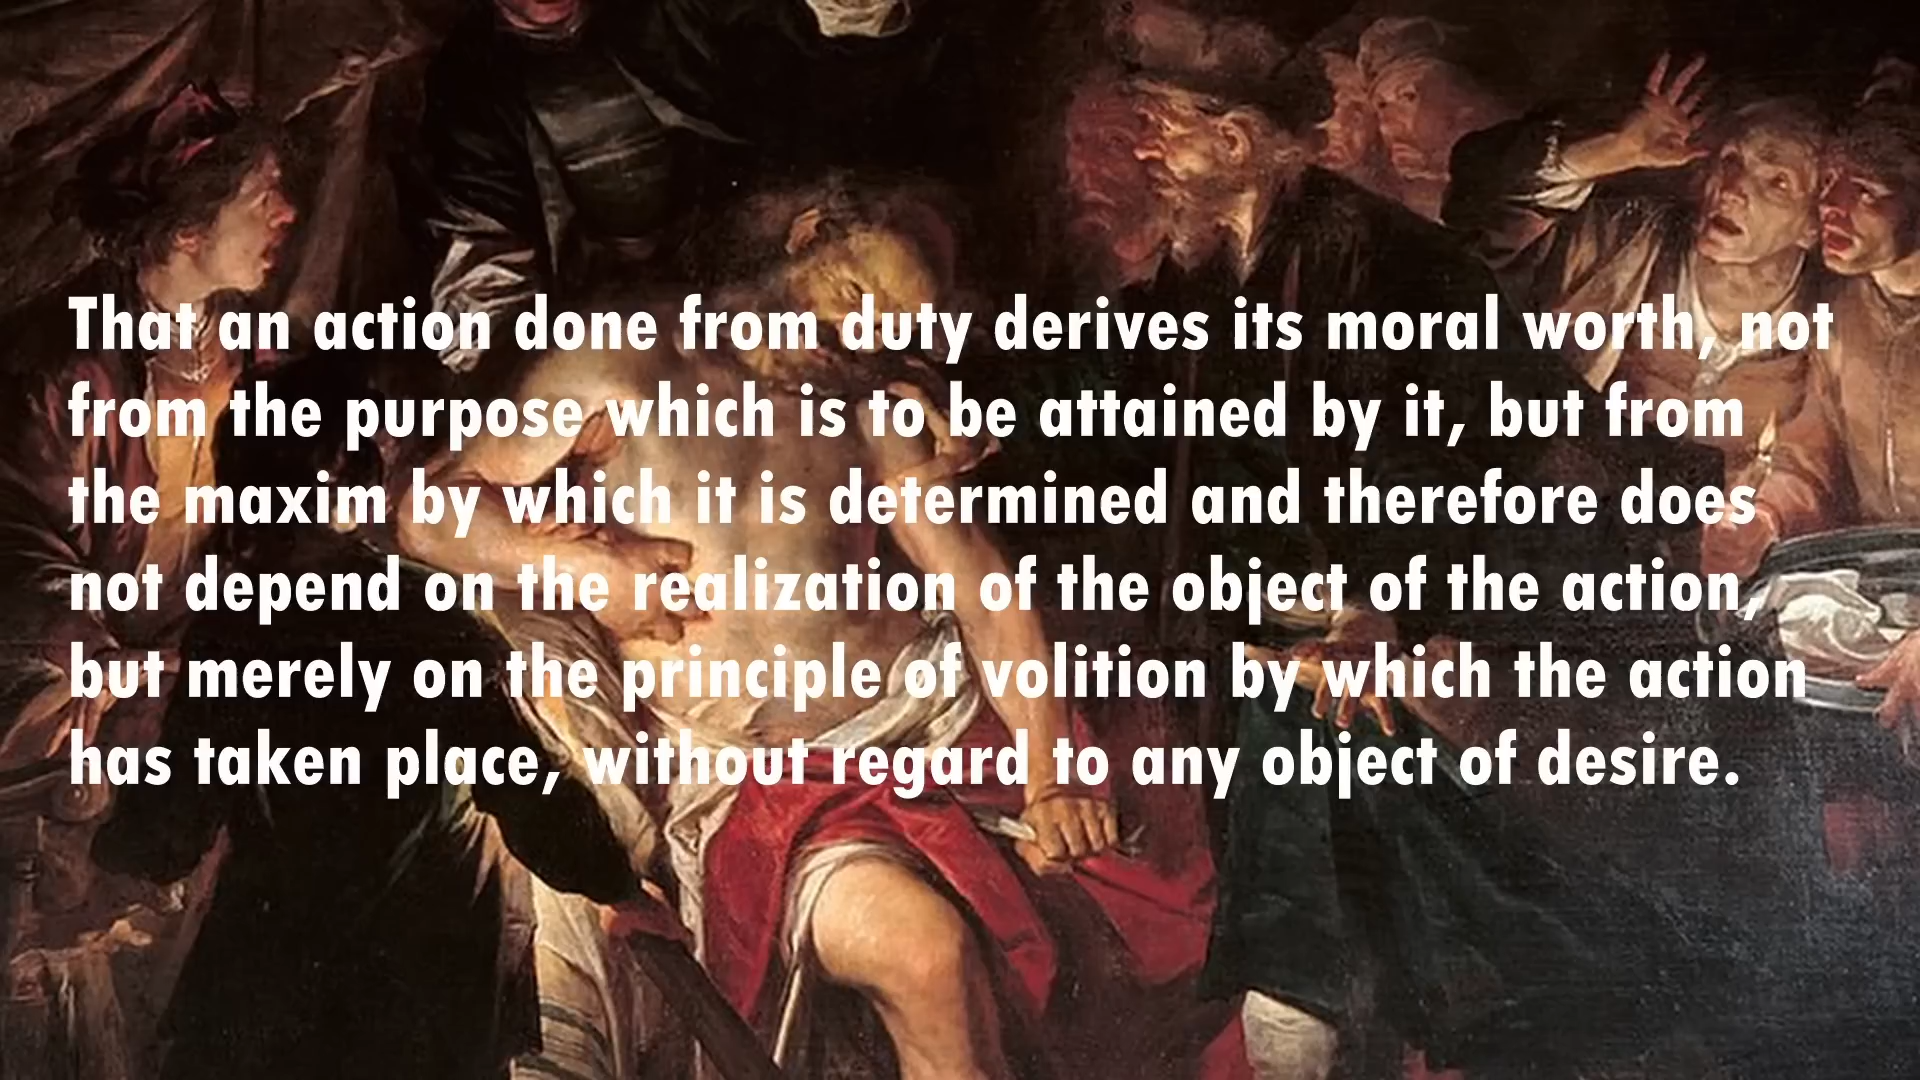 That an action done from duty derives its moral worth, not
from the purpose which is to be attained by it, but from
the maxim by which it is determined and therefore does
not depend on the realization of the object of the action,
but merely on the principle of volition by which the action
has taken place, without regard to any object of desire.